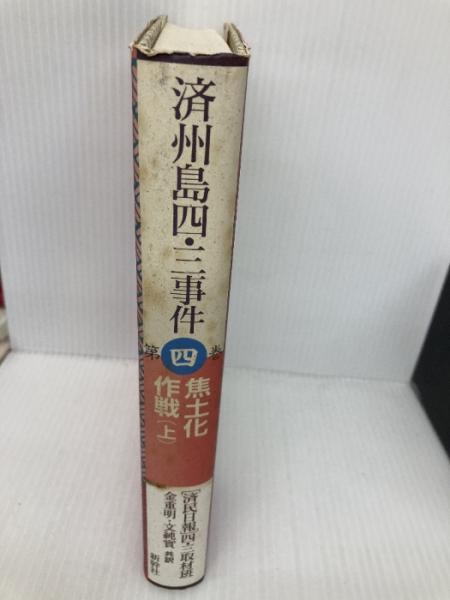 済州島四・三事件
第四巻
焦土化
作戦(上)
『済民日報』四・三取材班
金重明・文純實 共訳
新幹社